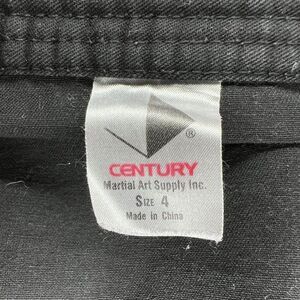 ®
CENTURY
Martial Art Supply Inc.
SIZE 4
Made in China